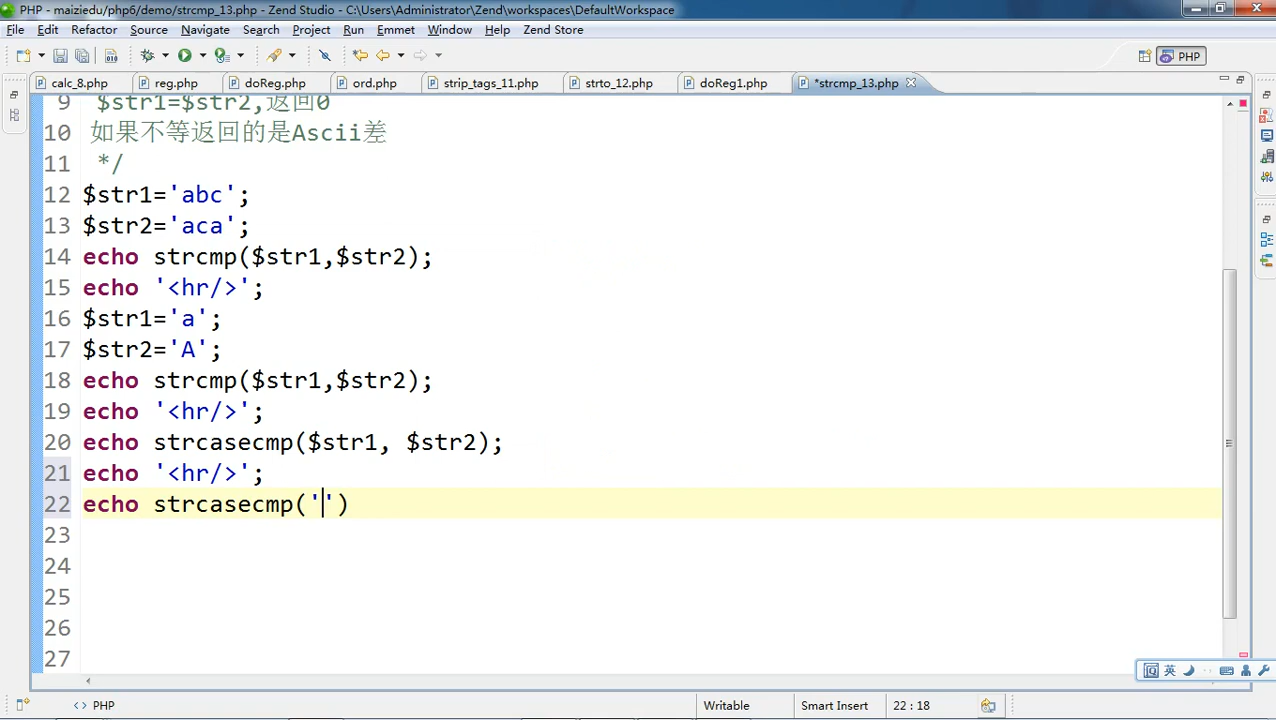 PHP - maiziedu/php6/demo/strcmp_13.php - Zend Studio - C:\Users\Administrator\Zend\workspaces\DefaultWorkspace
File Edit Refactor Source Navigate Search Project Run Emmet Window Help Zend Store
PHP
calc_8.php reg.php doReg.php ord.php strip_tags_11.php strto_12.php doReg1.php *strcmp_13.php
9 $str1=$str2,返回0
10 如果不等返回的是Ascii差
11 */
12 $str1='abc';
13 $str2='aca';
14 echo strcmp($str1,$str2);
15 echo '<hr/>';
16 $str1='a';
17 $str2='A';
18 echo strcmp($str1,$str2);
19 echo '<hr/>';
20 echo strcasecmp($str1, $str2);
21 echo '<hr/>';
22 echo strcasecmp('')
23
24
25
26
27
英
PHP Writable Smart Insert 22 : 18